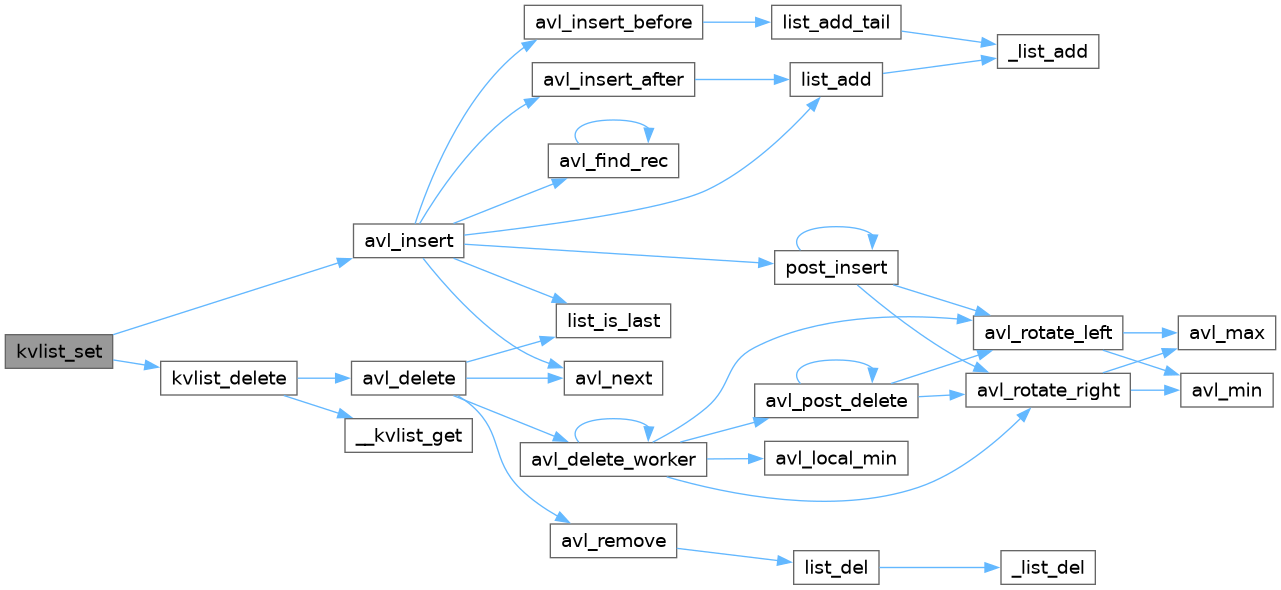 avl_insert_before
list_add_tail
_list_add
avl_insert_after
list_add
avl_find_rec
avl_insert
post_insert
list_is_last
avl_rotate_left
avl_max
kvlist_set
kvlist_delete
avl_delete
avl_next
avl_post_delete
avl_rotate_right
avl_min
__kvlist_get
avl_delete_worker
avl_local_min
avl_remove
list_del
_list_del